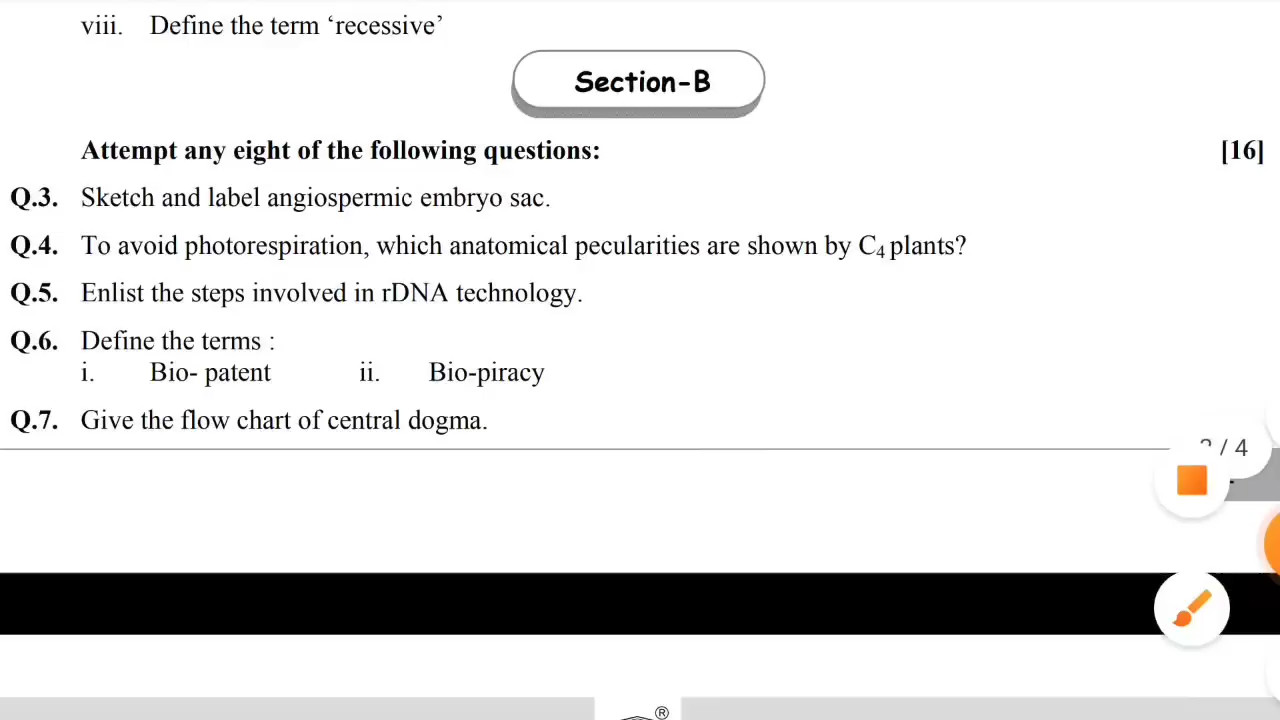 viii. Define the term ‘recessive’
Section-B
Attempt any eight of the following questions: [16]
Q.3. Sketch and label angiospermic embryo sac.
Q.4. To avoid photorespiration, which anatomical pecularities are shown by C₄ plants?
Q.5. Enlist the steps involved in rDNA technology.
Q.6. Define the terms :
i. Bio- patent ii. Bio-piracy
Q.7. Give the flow chart of central dogma.
/ 4
®